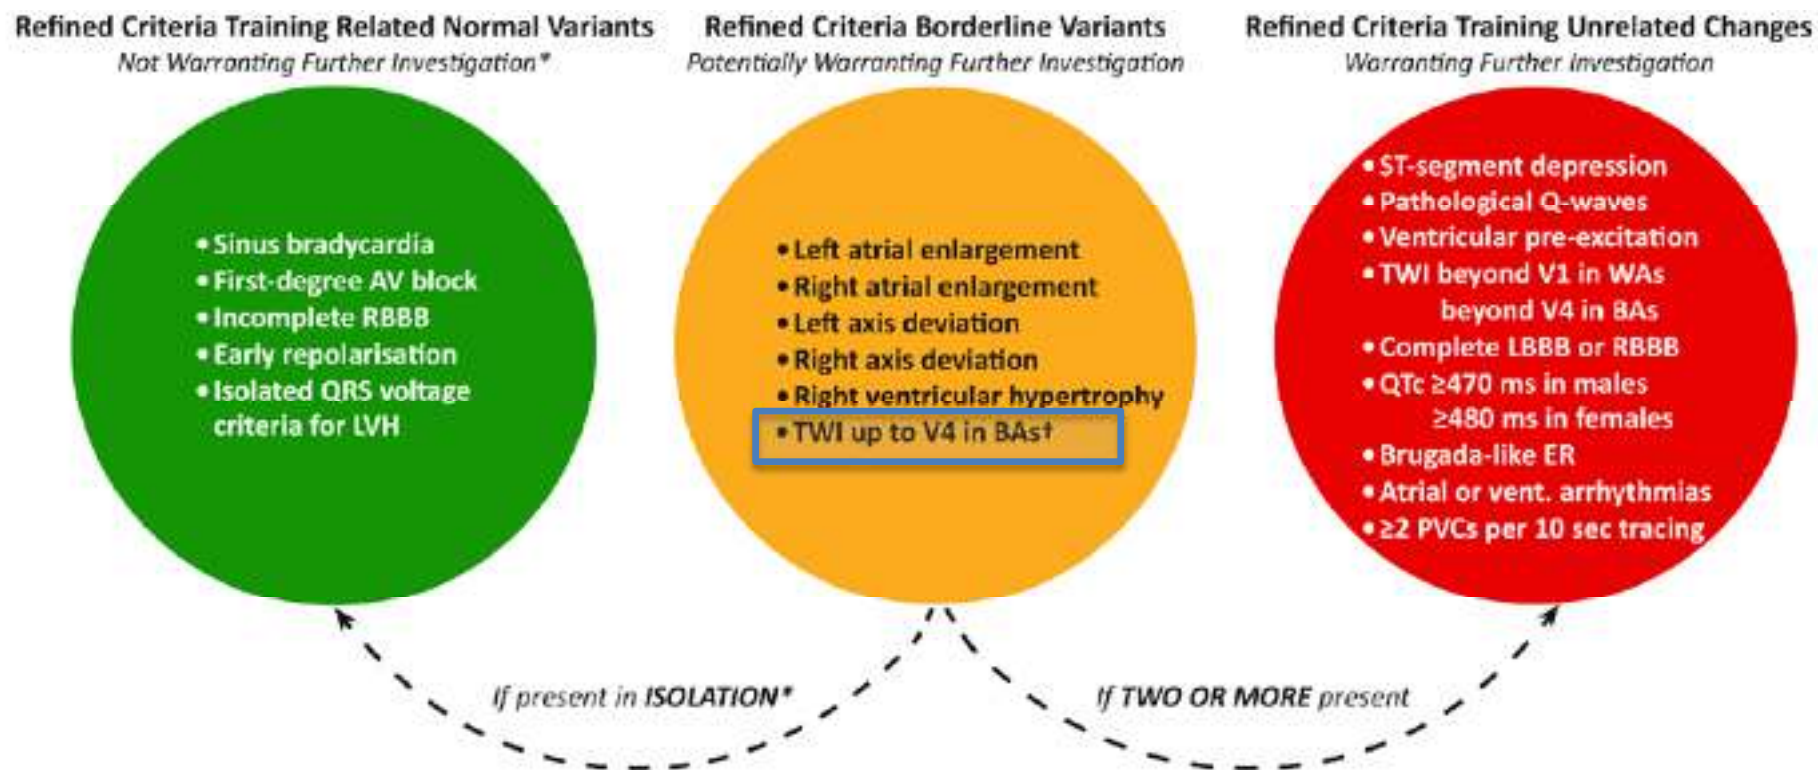 Refined Criteria Training Related Normal Variants
Not Warranting Further Investigation*
• Sinus bradycardia
• First-degree AV block
• Incomplete RBBB
• Early repolarisation
• Isolated QRS voltage
criteria for LVH
Refined Criteria Borderline Variants
Potentially Warranting Further Investigation
• Left atrial enlargement
• Right atrial enlargement
• Left axis deviation
• Right axis deviation
• Right ventricular hypertrophy
• TWI up to V4 in BAs†
Refined Criteria Training Unrelated Changes
Warranting Further Investigation
• ST-segment depression
• Pathological Q-waves
• Ventricular pre-excitation
• TWI beyond V1 in WAs
beyond V4 in BAs
• Complete LBBB or RBBB
• QTc ≥470 ms in males
≥480 ms in females
• Brugada-like ER
• Atrial or vent. arrhythmias
• ≥2 PVCs per 10 sec tracing
If present in ISOLATION*
If TWO OR MORE present